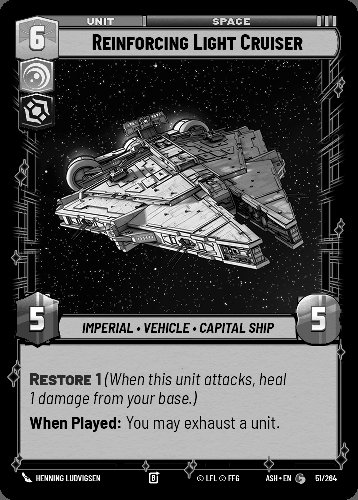 UNIT SPACE
6 REINFORCING LIGHT CRUISER
5 IMPERIAL • VEHICLE • CAPITAL SHIP 5
RESTORE 1 (When this unit attacks, heal
1 damage from your base.)
When Played: You may exhaust a unit.
HENNING LUDVIGSEN © LFL © FFG ASH • EN 51/264